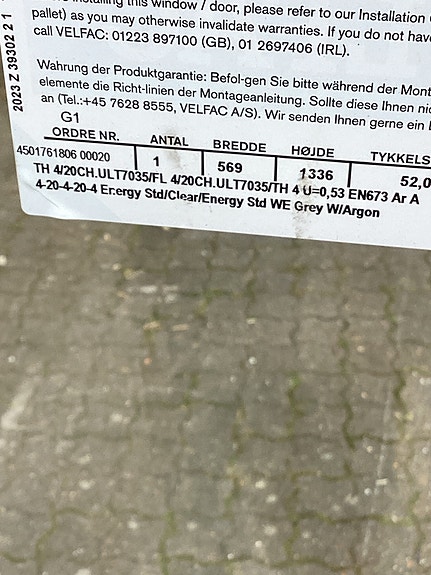 installing this window / door, please refer to our Installation
pallet) as you may otherwise invalidate warranties. If you do not have
call VELFAC: 01223 897100 (GB), 01 2697406 (IRL).
Wahrung der Produktgarantie: Befol-gen Sie bitte während der Mont
elemente die Richt-linien der Montageanleitung. Sollte diese Ihnen nic
an (Tel.:+45 7628 8555, VELFAC A/S). Wir senden Ihnen gerne ein
G1
ORDRE NR. ANTAL BREDDE HØJDE TYKKELS
4501761806 00020 1 569 1336 52,0
TH 4/20CH.ULT7035/FL 4/20CH.ULT7035/TH 4 U=0,53 EN673 Ar A
4-20-4-20-4 Energy Std/Clear/Energy Std WE Grey W/Argon
2023 Z 39302 2 1